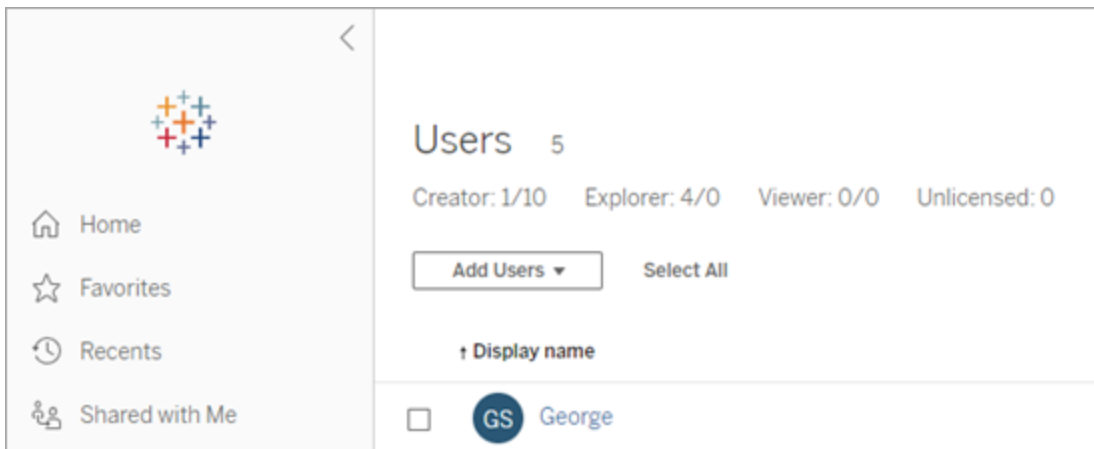 Home
Favorites
Recents
Shared with Me
Users 5
Creator: 1/10 Explorer: 4/0 Viewer: 0/0 Unlicensed: 0
Add Users ▾ Select All
↑ Display name
GS George